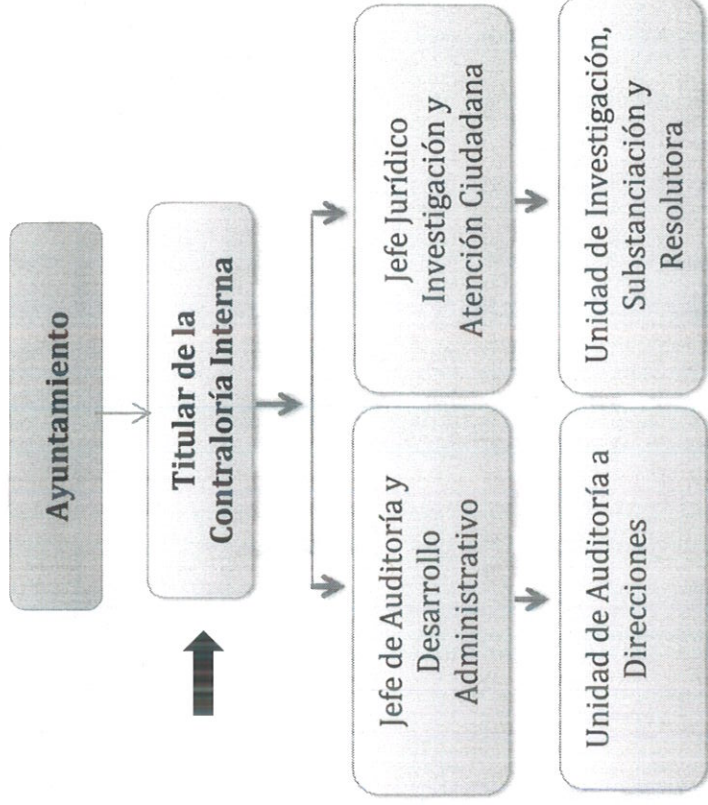 Ayuntamiento
Titular de la
Contraloría Interna
Jefe de Auditoría y
Desarrollo
Administrativo
Jefe Jurídico
Investigación y
Atención Ciudadana
Unidad de Auditoría a
Direcciones
Unidad de Investigación,
Substanciación y
Resolutora